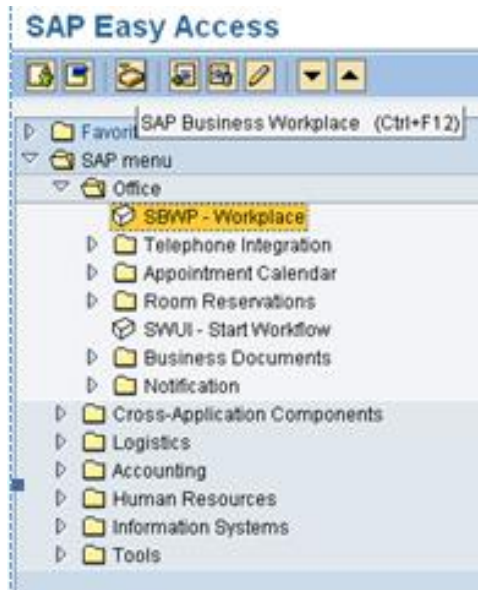 SAP Easy Access
SAP Business Workplace (Ctrl+F12)
Favorit
SAP menu
Office
SBWP - Workplace
Telephone Integration
Appointment Calendar
Room Reservations
SWUI - Start Workflow
Business Documents
Notification
Cross-Application Components
Logistics
Accounting
Human Resources
Information Systems
Tools